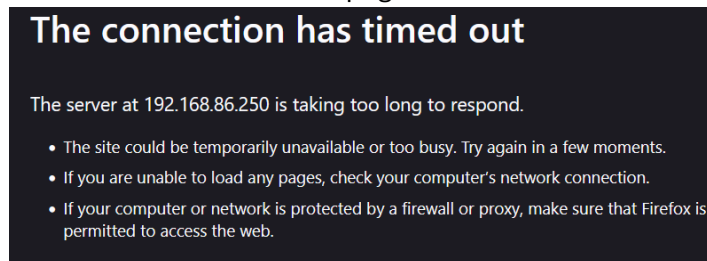 The connection has timed out
The server at 192.168.86.250 is taking too long to respond.
• The site could be temporarily unavailable or too busy. Try again in a few moments.
• If you are unable to load any pages, check your computer's network connection.
• If your computer or network is protected by a firewall or proxy, make sure that Firefox is
permitted to access the web.